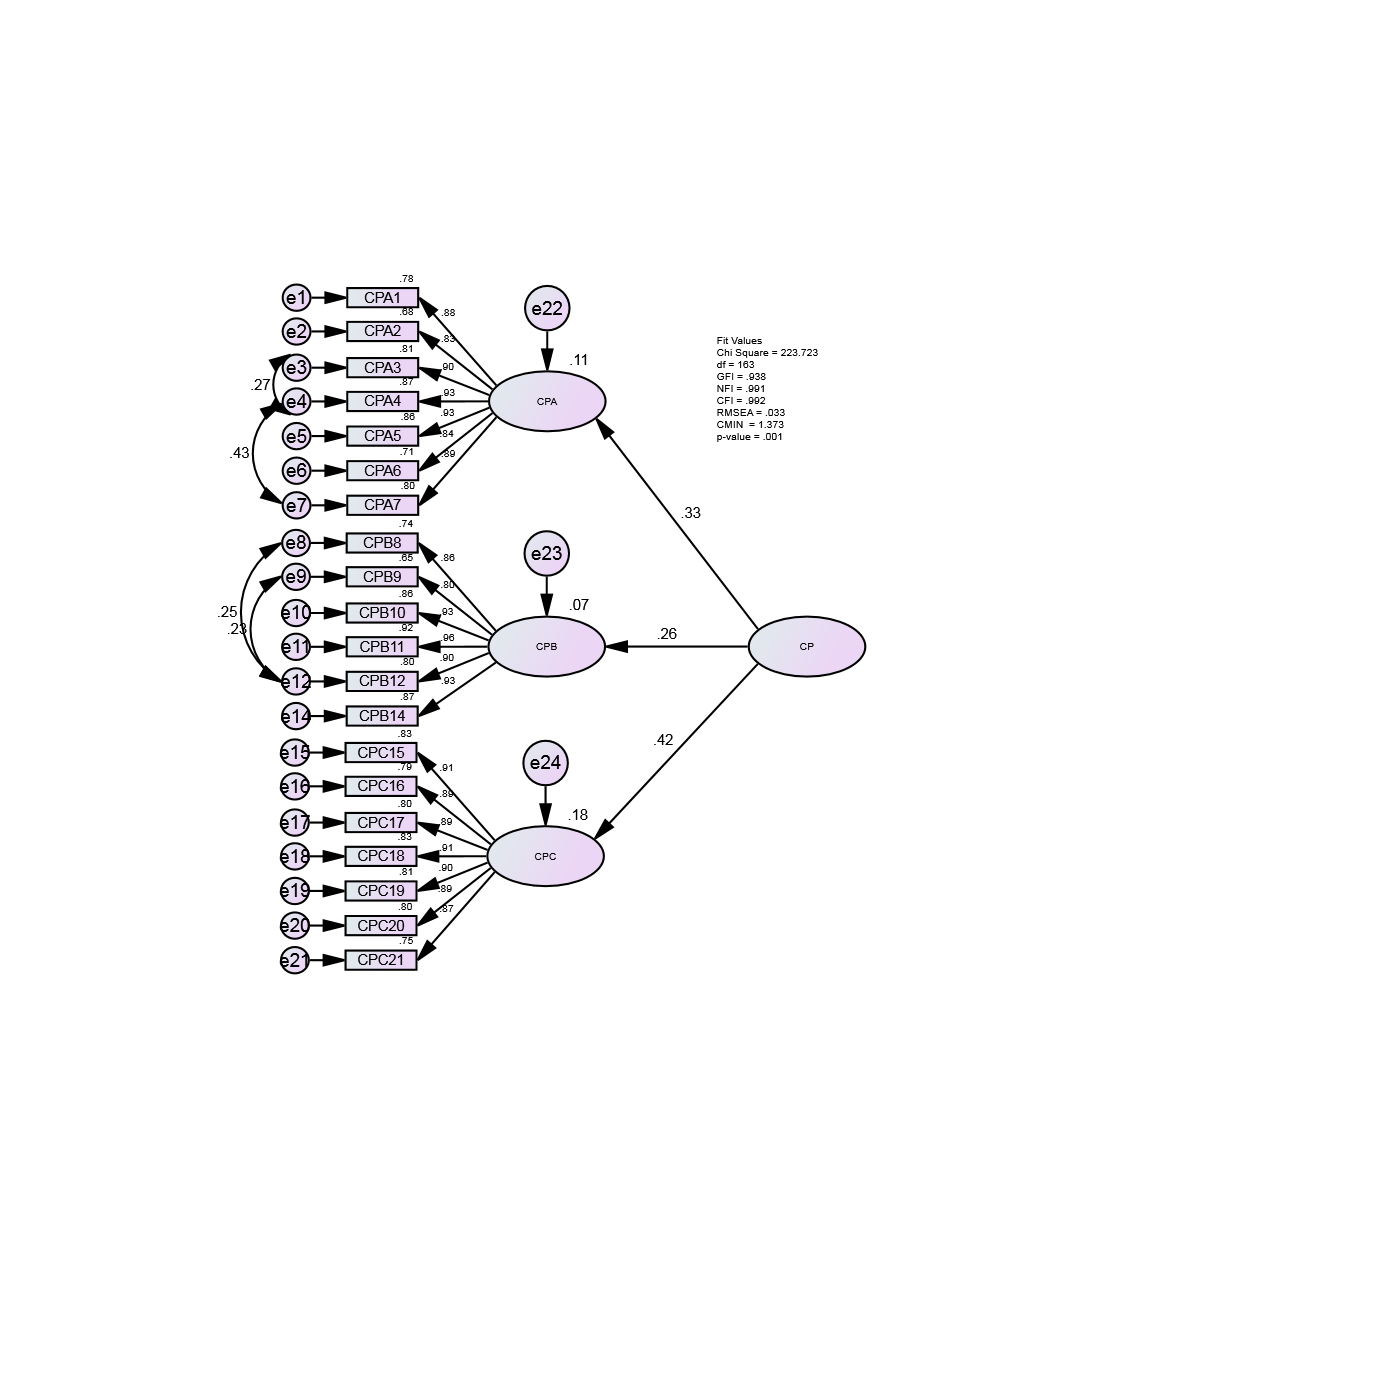 .78
e1 CPA1 .88
.68
e2 CPA2 .83
.81
e3 CPA3 .90
.27
.87
e4 CPA4 .93
.86
e5 CPA5 .93
.43
.71
e6 CPA6 .84
.80
e7 CPA7 .89
e22
.11
CPA
Fit Values
Chi Square = 223.723
df = 163
GFI = .938
NFI = .991
CFI = .992
RMSEA = .033
CMIN = 1.373
p-value = .001
.33
.74
e8 CPB8 .86
.65
e9 CPB9 .80
.86
e10 CPB10 .93
.25
.23
.92
e11 CPB11 .96
.80
e12 CPB12 .90
.87
e14 CPB14 .93
e23
.07
CPB
.26
CP
.42
.83
e15 CPC15 .91
.79
e16 CPC16 .89
.80
e17 CPC17 .89
.83
e18 CPC18 .91
.81
e19 CPC19 .90
.80
e20 CPC20 .89
.75
e21 CPC21 .87
e24
.18
CPC